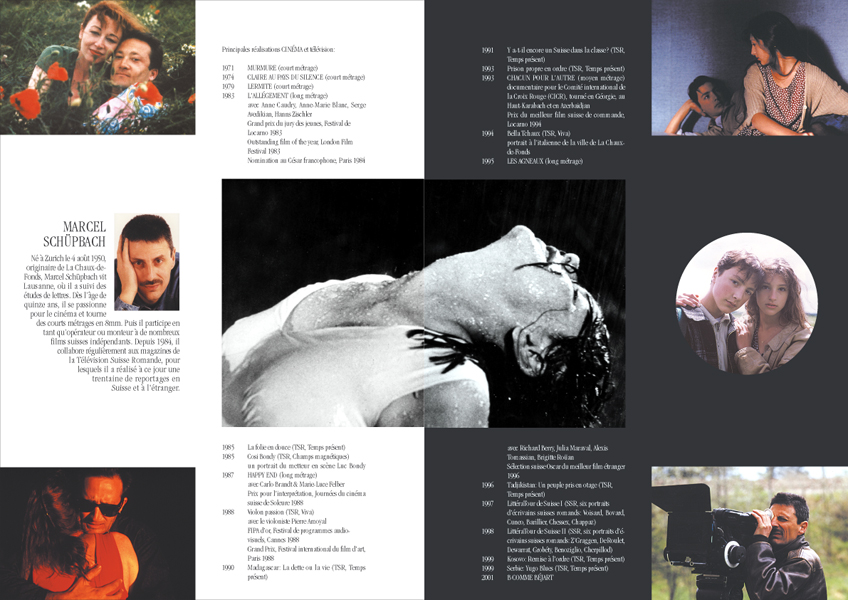 MARCEL
SCHÜPBACH
Né à Zurich le 4 août 1950,
originaire de La Chaux-de-
Fonds, Marcel Schüpbach vit
Lausanne, où il a suivi des
études de lettres. Dès l'âge de
quinze ans, il se passionne
pour le cinéma et tourne
des courts métrages en 8mm. Puis il participe en
tant qu'opérateur ou monteur à de nombreux
films suisses indépendants. Depuis 1984, il
collabore régulièrement aux magazines de
la Télévision Suisse Romande, pour
lesquels il a réalisé à ce jour une
trentaine de reportages en
Suisse et à l'étranger.
Principales réalisations CINÉMA et télévision:
1971 MURMURE (court métrage)
1974 CLAIRE AU PAYS DU SILENCE (court métrage)
1979 LERMITE (court métrage)
1983 L'ALLÉGEMENT (long métrage)
avec Anne Caudry, Anne-Marie Blanc, Serge
Avedikian, Hanns Zischler
Grand prix du jury des jeunes, Festival de
Locarno 1983
Outstanding film of the year, London Film
Festival 1983
Nomination au César francophone, Paris 1984
1985 La folie en douce (TSR, Temps présent)
1985 Cosi Bondy (TSR, Champs magnétiques)
un portrait du metteur en scène Luc Bondy
1987 HAPPY END (long métrage)
avec Carlo Brandt & Marie-Luce Felber
Prix pour l'interprétation, Journées du cinéma
suisse de Soleure 1988
1988 Violon passion (TSR, Viva)
avec le violoniste Pierre Amoyal
FIPA d'or, Festival de programmes audio-
visuels, Cannes 1988
Grand Prix, Festival international du film d'art,
Paris 1988
1990 Madagascar: La dette ou la vie (TSR, Temps
présent)
1991 Y a-t-il encore un Suisse dans la classe? (TSR,
Temps présent)
1993 Prison propre en ordre (TSR, Temps présent)
1993 CHACUN POUR L'AUTRE (moyen métrage)
documentaire pour le Comité international de
la Croix Rouge (CICR), tourné en Géorgie, au
Haut-Karabach et en Azerbaïdjan
Prix du meilleur film suisse de commande,
Locarno 1994
1994 Bella Tchaux (TSR, Viva)
portrait à l'italienne de la ville de La Chaux-
de-Fonds
1995 LES AGNEAUX (long métrage)
avec Richard Berry, Julia Maraval, Alexis
Tomassian, Brigitte Roüan
Sélection suisse Oscar du meilleur film étranger
1996
1996 Tadjikistan: Un peuple pris en otage (TSR,
Temps présent)
1997 LittéraTour de Suisse I (SSR, six portraits
d'écrivains suisses romands: Voisard, Bovard,
Cuneo, Barilier, Chessex, Chappaz)
1998 LittéraTour de Suisse II (SSR, six portraits d'é-
crivains suisses romands: Z'Graggen, De Roulet,
Dewarrat, Grobéty, Benoziglio, Cherpillod)
1999 Kosovo: Remise à l'ordre (TSR, Temps présent)
1999 Serbie: Yugo Blues (TSR, Temps présent)
2001 B COMME BÉJART